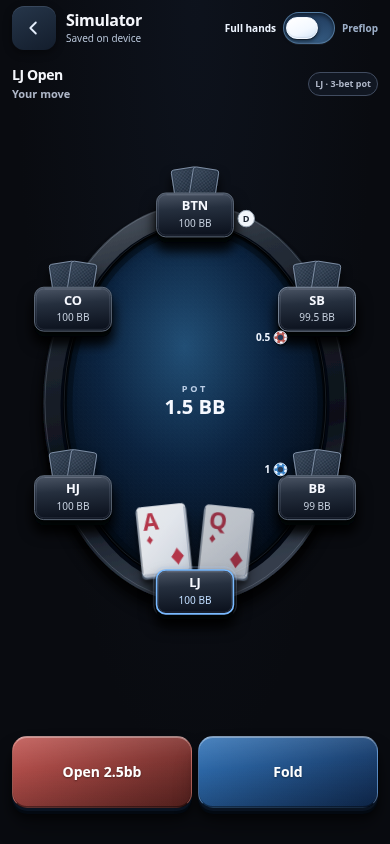 Simulator
Saved on device
Full hands
Preflop
LJ Open
Your move
LJ · 3-bet pot
BTN
100 BB
D
CO
100 BB
SB
99.5 BB
0.5
POT
1.5 BB
HJ
100 BB
1
BB
99 BB
A
Q
LJ
100 BB
Open 2.5bb
Fold